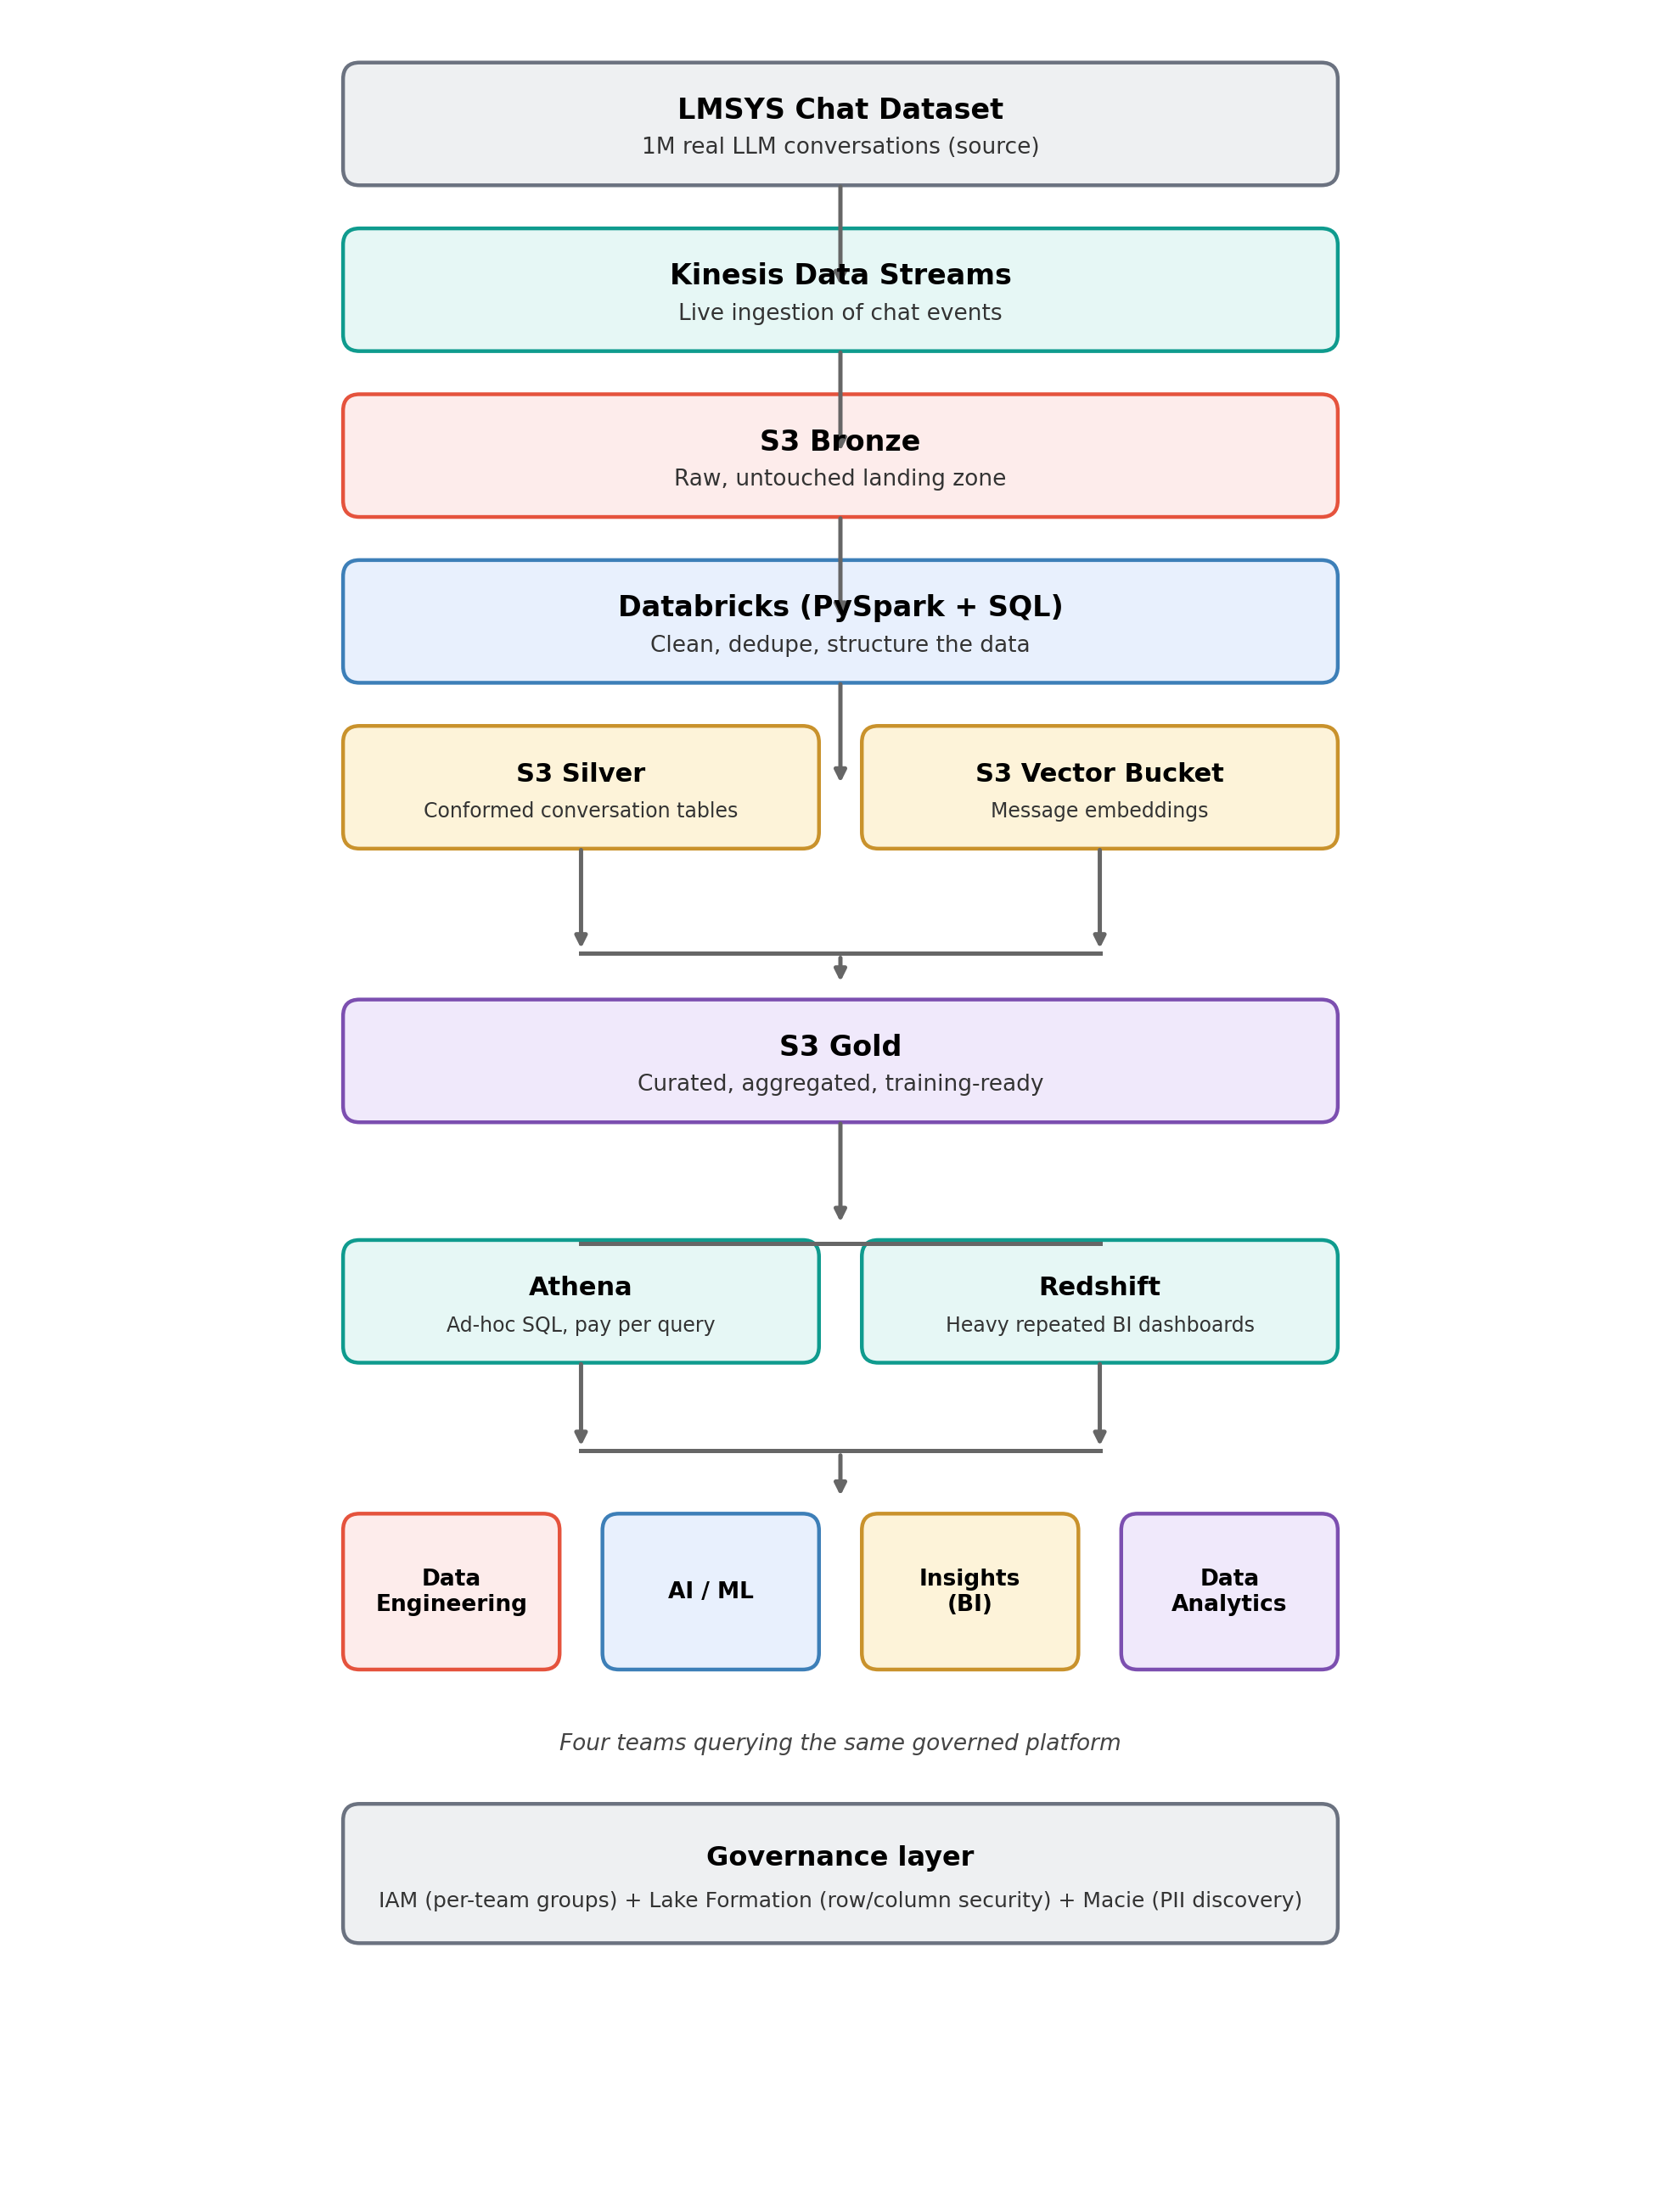 LMSYS Chat Dataset
1M real LLM conversations (source)
Kinesis Data Streams
Live ingestion of chat events
S3 Bronze
Raw, untouched landing zone
Databricks (PySpark + SQL)
Clean, dedupe, structure the data
S3 Silver
Conformed conversation tables
S3 Vector Bucket
Message embeddings
S3 Gold
Curated, aggregated, training-ready
Athena
Ad-hoc SQL, pay per query
Redshift
Heavy repeated BI dashboards
Data
Engineering
AI / ML
Insights
(BI)
Data
Analytics
Four teams querying the same governed platform
Governance layer
IAM (per-team groups) + Lake Formation (row/column security) + Macie (PII discovery)